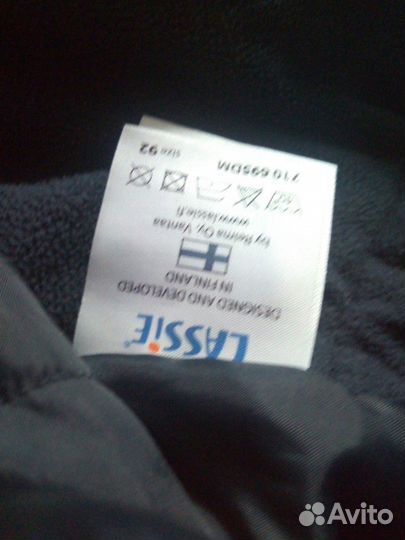 LASSiE®
DESIGNED AND DEVELOPED
IN FINLAND
by Reima Oy, Vantaa
www.lassie.fi
710 695DM
size 92
Avito